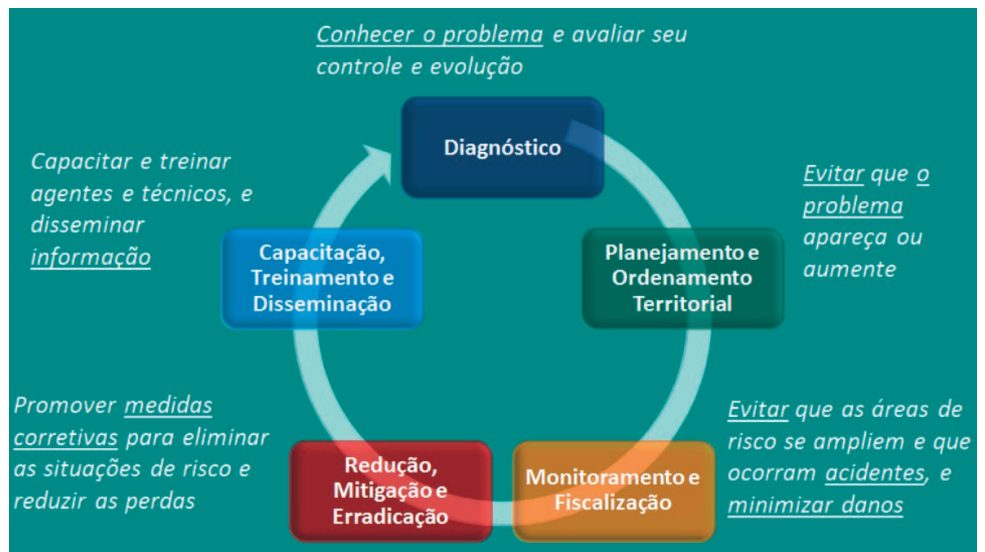 Conhecer o problema e avaliar seu
controle e evolução
Diagnóstico
Evitar que o
problema
apareça ou
aumente
Planejamento e
Ordenamento
Territorial
Evitar que as áreas de
risco se ampliem e que
ocorram acidentes, e
minimizar danos
Monitoramento e
Fiscalização
Redução,
Mitigação e
Erradicação
Promover medidas
corretivas para eliminar
as situações de risco e
reduzir as perdas
Capacitação,
Treinamento e
Disseminação
Capacitar e treinar
agentes e técnicos, e
disseminar
informação